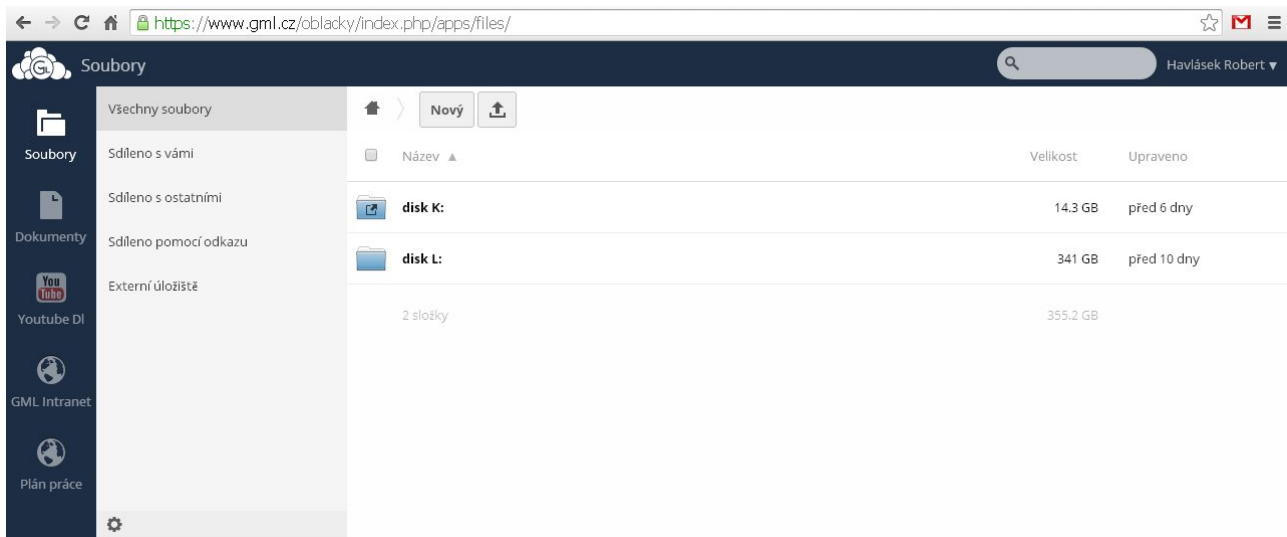 https://www.gml.cz/oblacky/index.php/apps/files/
GL
Soubory
Havlásek Robert ▾
Soubory
Dokumenty
You
Tube
Youtube Dl
GML Intranet
Plán práce
Všechny soubory
Sdíleno s vámi
Sdíleno s ostatními
Sdíleno pomocí odkazu
Externí úložiště
Nový
Název ▲ Velikost Upraveno
disk K: 14.3 GB před 6 dny
disk L: 341 GB před 10 dny
2 složky 355.2 GB